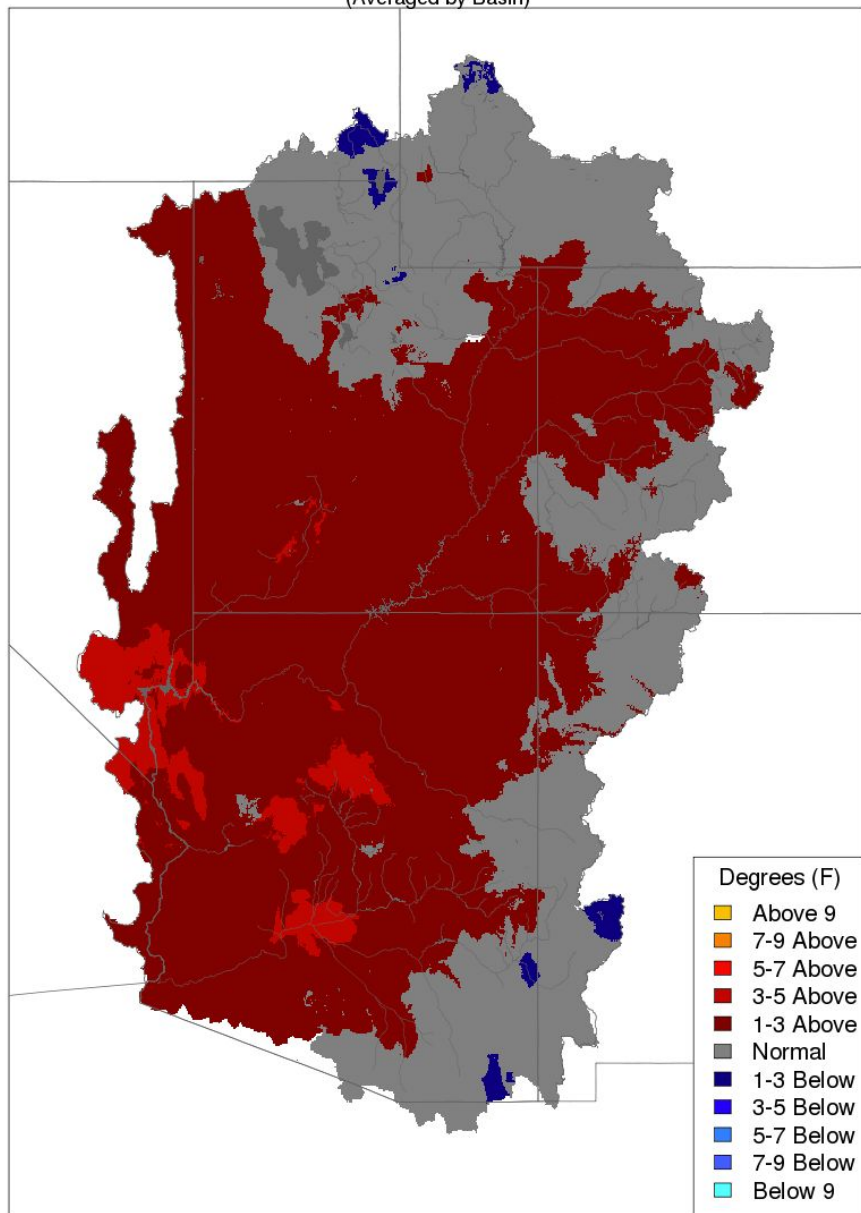 (Averaged by Basin)
Degrees (F)
Above 9
7-9 Above
5-7 Above
3-5 Above
1-3 Above
Normal
1-3 Below
3-5 Below
5-7 Below
7-9 Below
Below 9